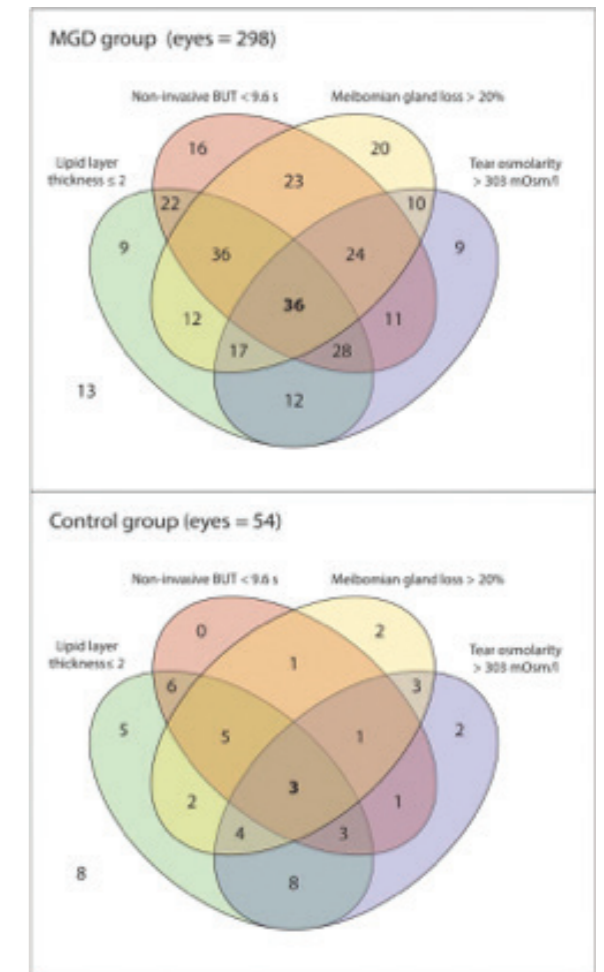 MGD group (eyes = 298)
Non-invasive BUT < 9.6 s
Meibomian gland loss > 20%
Lipid layer
thickness ≤ 2
Tear osmolarity
> 303 mOsm/l
16
20
23
22
10
9
36
24
9
36
12
11
17
28
13
12
Control group (eyes = 54)
Non-invasive BUT < 9.6 s
Meibomian gland loss > 20%
Lipid layer
thickness ≤ 2
Tear osmolarity
> 303 mOsm/l
0
2
1
6
3
5
5
1
2
3
2
1
4
3
8
8